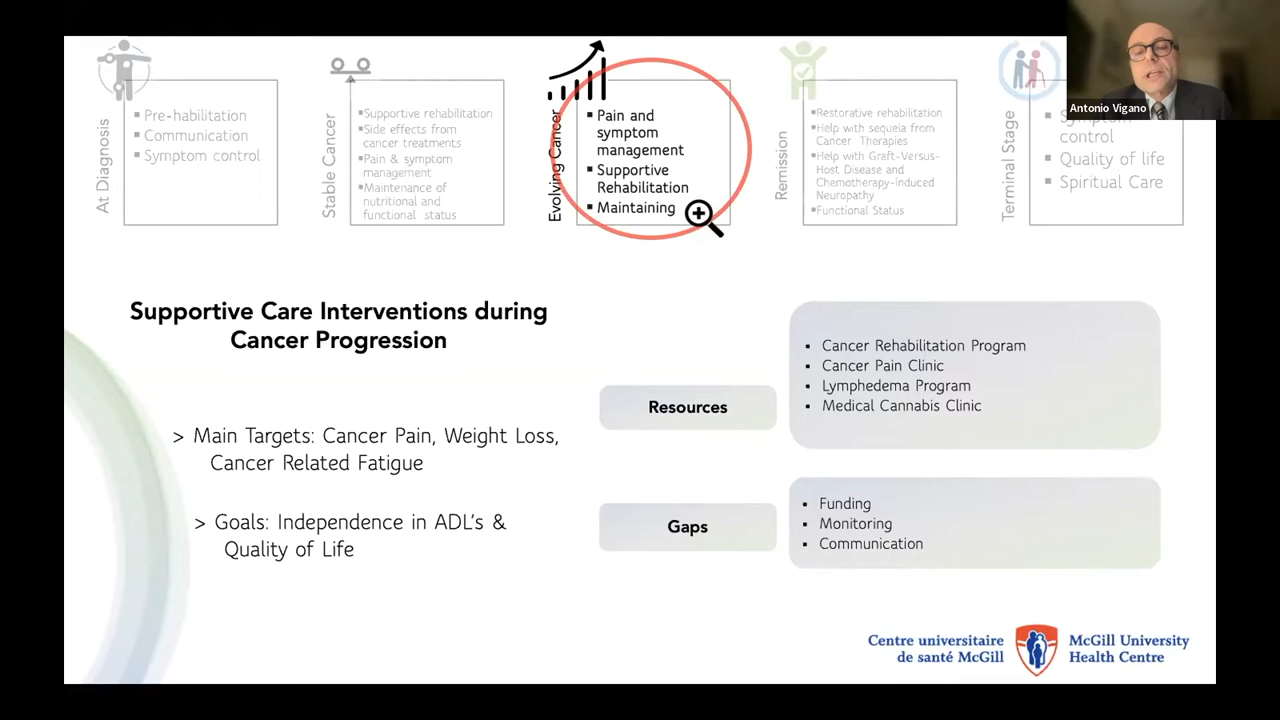 At Diagnosis
Pre-habilitation
Communication
Symptom control
Stable Cancer
Supportive rehabilitation
Side effects from
cancer treatments
Pain & symptom
management
Maintenance of
nutritional and
functional status
Evolving Cancer
Pain and
symptom
management
Supportive
Rehabilitation
Maintaining
Remission
Restorative rehabilitation
Help with sequela from
Cancer Therapies
Help with Graft-Versus-
Host Disease and
Chemotherapy-Induced
Neuropathy
Functional Status
Terminal Stage
Symptom
control
Quality of life
Spiritual Care
Antonio Vigano
Supportive Care Interventions during
Cancer Progression
> Main Targets: Cancer Pain, Weight Loss,
Cancer Related Fatigue
> Goals: Independence in ADL's &
Quality of Life
Resources
Cancer Rehabilitation Program
Cancer Pain Clinic
Lymphedema Program
Medical Cannabis Clinic
Gaps
Funding
Monitoring
Communication
Centre universitaire
de santé McGill
McGill University
Health Centre